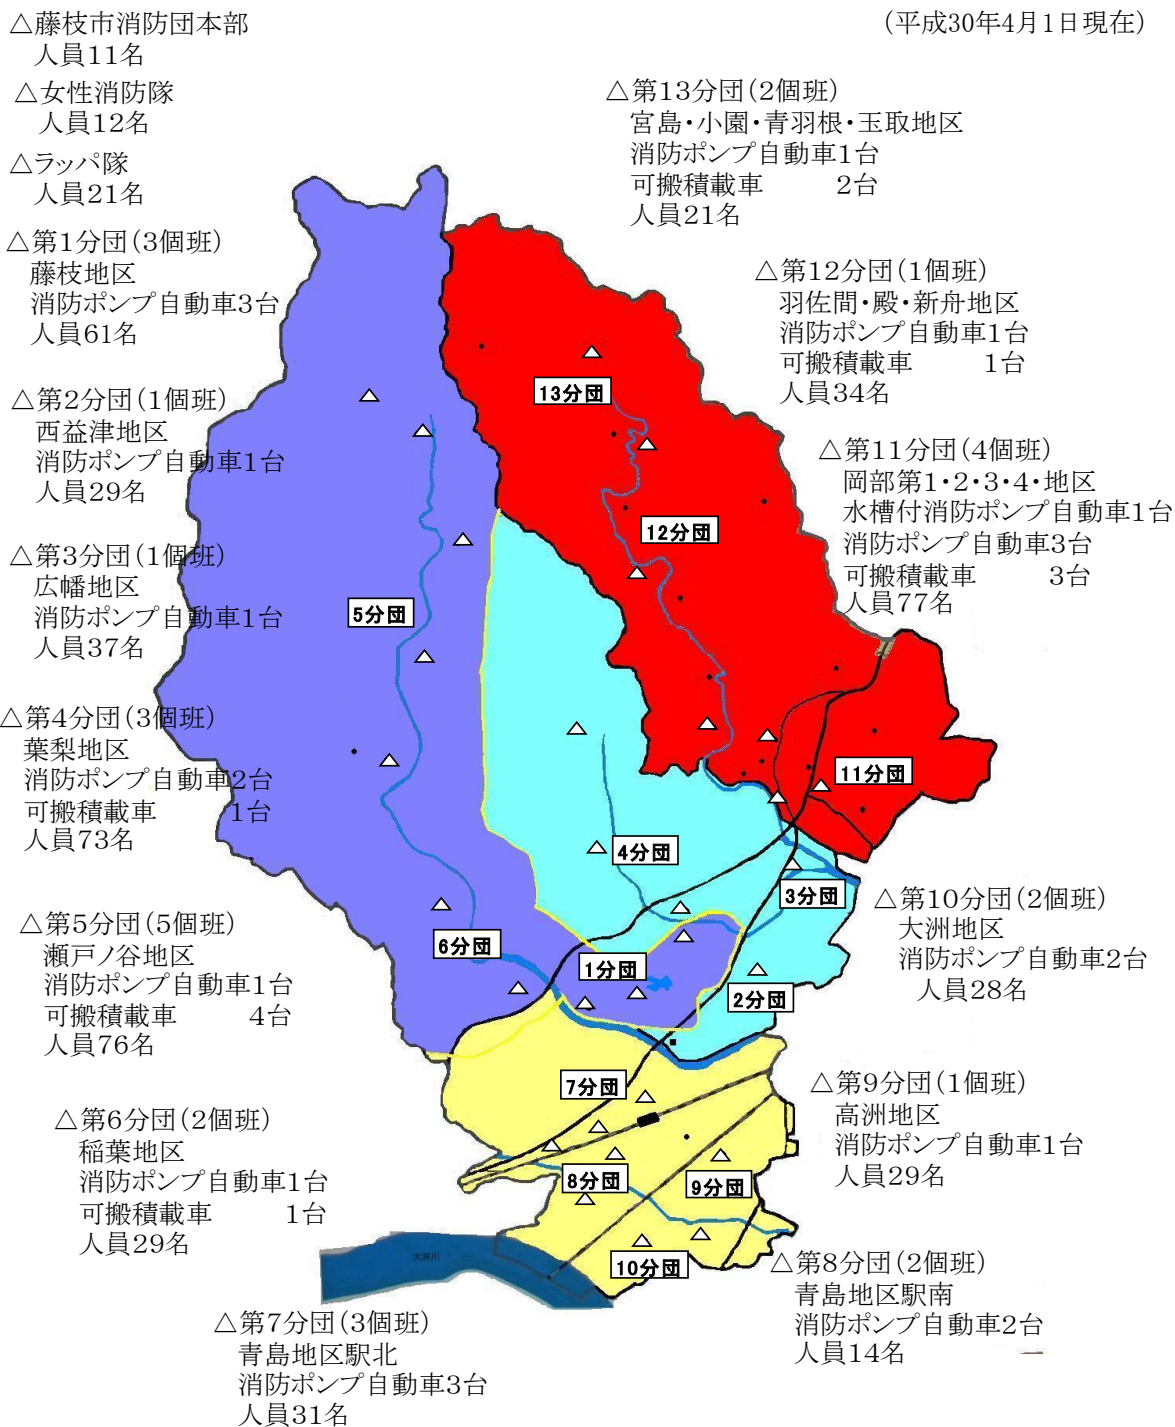 △藤枝市消防団本部
人員11名
(平成30年4月1日現在)
△女性消防隊
人員12名
△ラッパ隊
人員21名
△第1分団(3個班)
藤枝地区
消防ポンプ自動車3台
人員61名
△第2分団(1個班)
西益津地区
消防ポンプ自動車1台
人員29名
△第3分団(1個班)
広幡地区
消防ポンプ自動車1台
人員37名
△第4分団(3個班)
葉梨地区
消防ポンプ自動車2台
可搬積載車 1台
人員73名
△第5分団(5個班)
瀬戸ノ谷地区
消防ポンプ自動車1台
可搬積載車 4台
人員76名
△第6分団(2個班)
稲葉地区
消防ポンプ自動車1台
可搬積載車 1台
人員29名
△第7分団(3個班)
青島地区駅北
消防ポンプ自動車3台
人員31名
△第8分団(2個班)
青島地区駅南
消防ポンプ自動車2台
人員14名
△第9分団(1個班)
高洲地区
消防ポンプ自動車1台
人員29名
△第10分団(2個班)
大洲地区
消防ポンプ自動車2台
人員28名
△第11分団(4個班)
岡部第1・2・3・4・地区
水槽付消防ポンプ自動車1台
消防ポンプ自動車3台
可搬積載車 3台
人員77名
△第12分団(1個班)
羽佐間・殿・新舟地区
消防ポンプ自動車1台
可搬積載車 1台
人員34名
△第13分団(2個班)
宮島・小園・青羽根・玉取地区
消防ポンプ自動車1台
可搬積載車 2台
人員21名
13分団
12分団
5分団
11分団
4分団
3分団
6分団
1分団
2分団
7分団
8分団
9分団
10分団
大井川